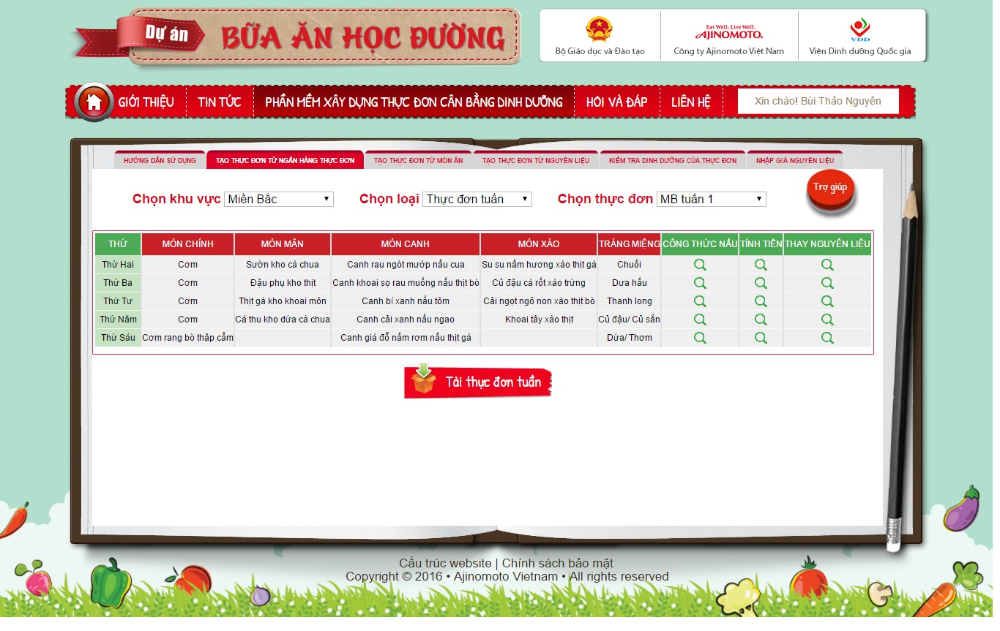 Dự án
BỮA ĂN HỌC ĐƯỜNG
Bộ Giáo dục và Đào tạo
Eat Well, Live Well.
AJINOMOTO.
Công ty Ajinomoto Việt Nam
VDD
Viện Dinh dưỡng Quốc gia
GIỚI THIỆU
TIN TỨC
PHẦN MỀM XÂY DỰNG THỰC ĐƠN CÂN BẰNG DINH DƯỠNG
HỎI VÀ ĐÁP
LIÊN HỆ
Xin chào! Bùi Thảo Nguyên
HƯỚNG DẪN SỬ DỤNG
TẠO THỰC ĐƠN TỪ NGÂN HÀNG THỰC ĐƠN
TẠO THỰC ĐƠN TỪ MÓN ĂN
TẠO THỰC ĐƠN TỪ NGUYÊN LIỆU
KIỂM TRA DINH DƯỠNG CỦA THỰC ĐƠN
NHẬP GIÁ NGUYÊN LIỆU
Trợ giúp
Chọn khu vực Miền Bắc
Chọn loại Thực đơn tuần
Chọn thực đơn MB tuần 1
THỨ MÓN CHÍNH MÓN MẶN MÓN CANH MÓN XÀO TRÁNG MIỆNG CÔNG THỨC NẤU TÍNH TIỀN THAY NGUYÊN LIỆU
Thứ Hai Cơm Sườn kho cà chua Canh rau ngót mướp nấu cua Su su nấm hương xào thịt gà Chuối
Thứ Ba Cơm Đậu phụ kho thịt Canh khoai sọ rau muống nấu thịt bò Củ đậu cà rốt xào trứng Dưa hấu
Thứ Tư Cơm Thịt gà kho khoai môn Canh bí xanh nấu tôm Cải ngọt ngô non xào thịt bò Thanh long
Thứ Năm Cơm Cá thu kho dứa cà chua Canh cải xanh nấu ngao Khoai tây xào thịt Củ đậu/ Củ sắn
Thứ Sáu Cơm rang bò thập cẩm Canh giá đỗ nấm rơm nấu thịt gà Dứa/ Thơm
Tải thực đơn tuần
Cấu trúc website | Chính sách bảo mật
Copyright © 2016 • Ajinomoto Vietnam • All rights reserved